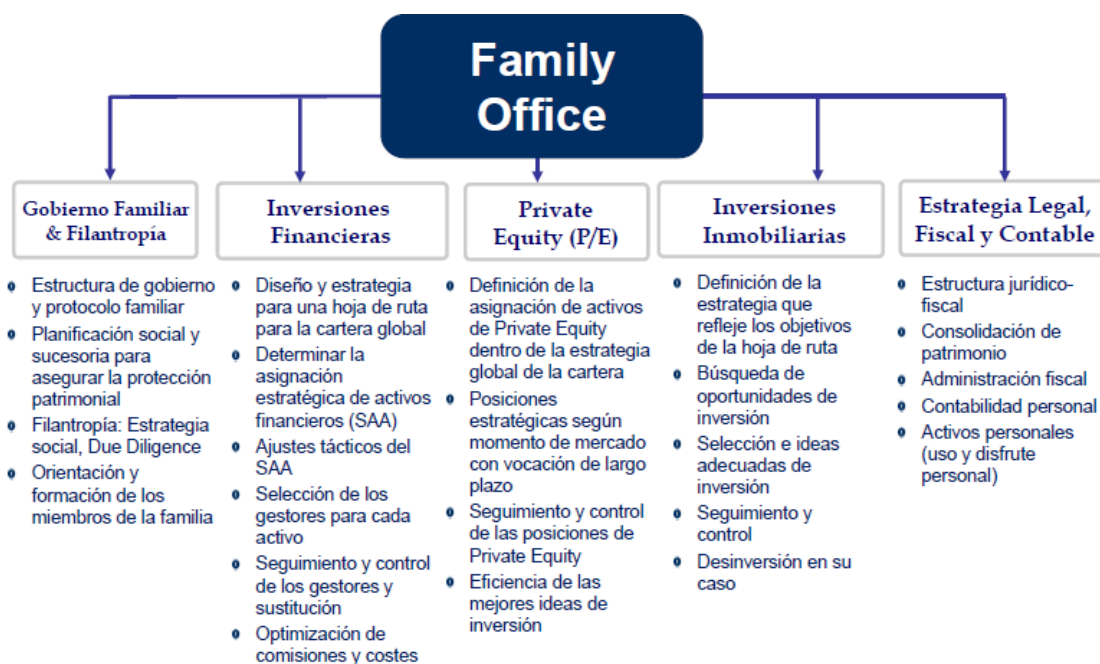 Family
Office
Gobierno Familiar
& Filantropía
Estructura de gobierno
y protocolo familiar
Planificación social y
sucesoria para
asegurar la protección
patrimonial
Filantropía: Estrategia
social, Due Diligence
Orientación y
formación de los
miembros de la familia
Inversiones
Financieras
Diseño y estrategia
para una hoja de ruta
para la cartera global
Determinar la
asignación
estratégica de activos
financieros (SAA)
Ajustes tácticos del
SAA
Selección de los
gestores para cada
activo
Seguimiento y control
de los gestores y
sustitución
Optimización de
comisiones y costes
Private
Equity (P/E)
Definición de la
asignación de activos
de Private Equity
dentro de la estrategia
global de la cartera
Posiciones
estratégicas según
momento de mercado
con vocación de largo
plazo
Seguimiento y control
de las posiciones de
Private Equity
Eficiencia de las
mejores ideas de
inversión
Inversiones
Inmobiliarias
Definición de la
estrategia que
refleje los objetivos
de la hoja de ruta
Búsqueda de
oportunidades de
inversión
Selección e ideas
adecuadas de
inversión
Seguimiento y
control
Desinversión en su
caso
Estrategia Legal,
Fiscal y Contable
Estructura jurídico-
fiscal
Consolidación de
patrimonio
Administración fiscal
Contabilidad personal
Activos personales
(uso y disfrute
personal)